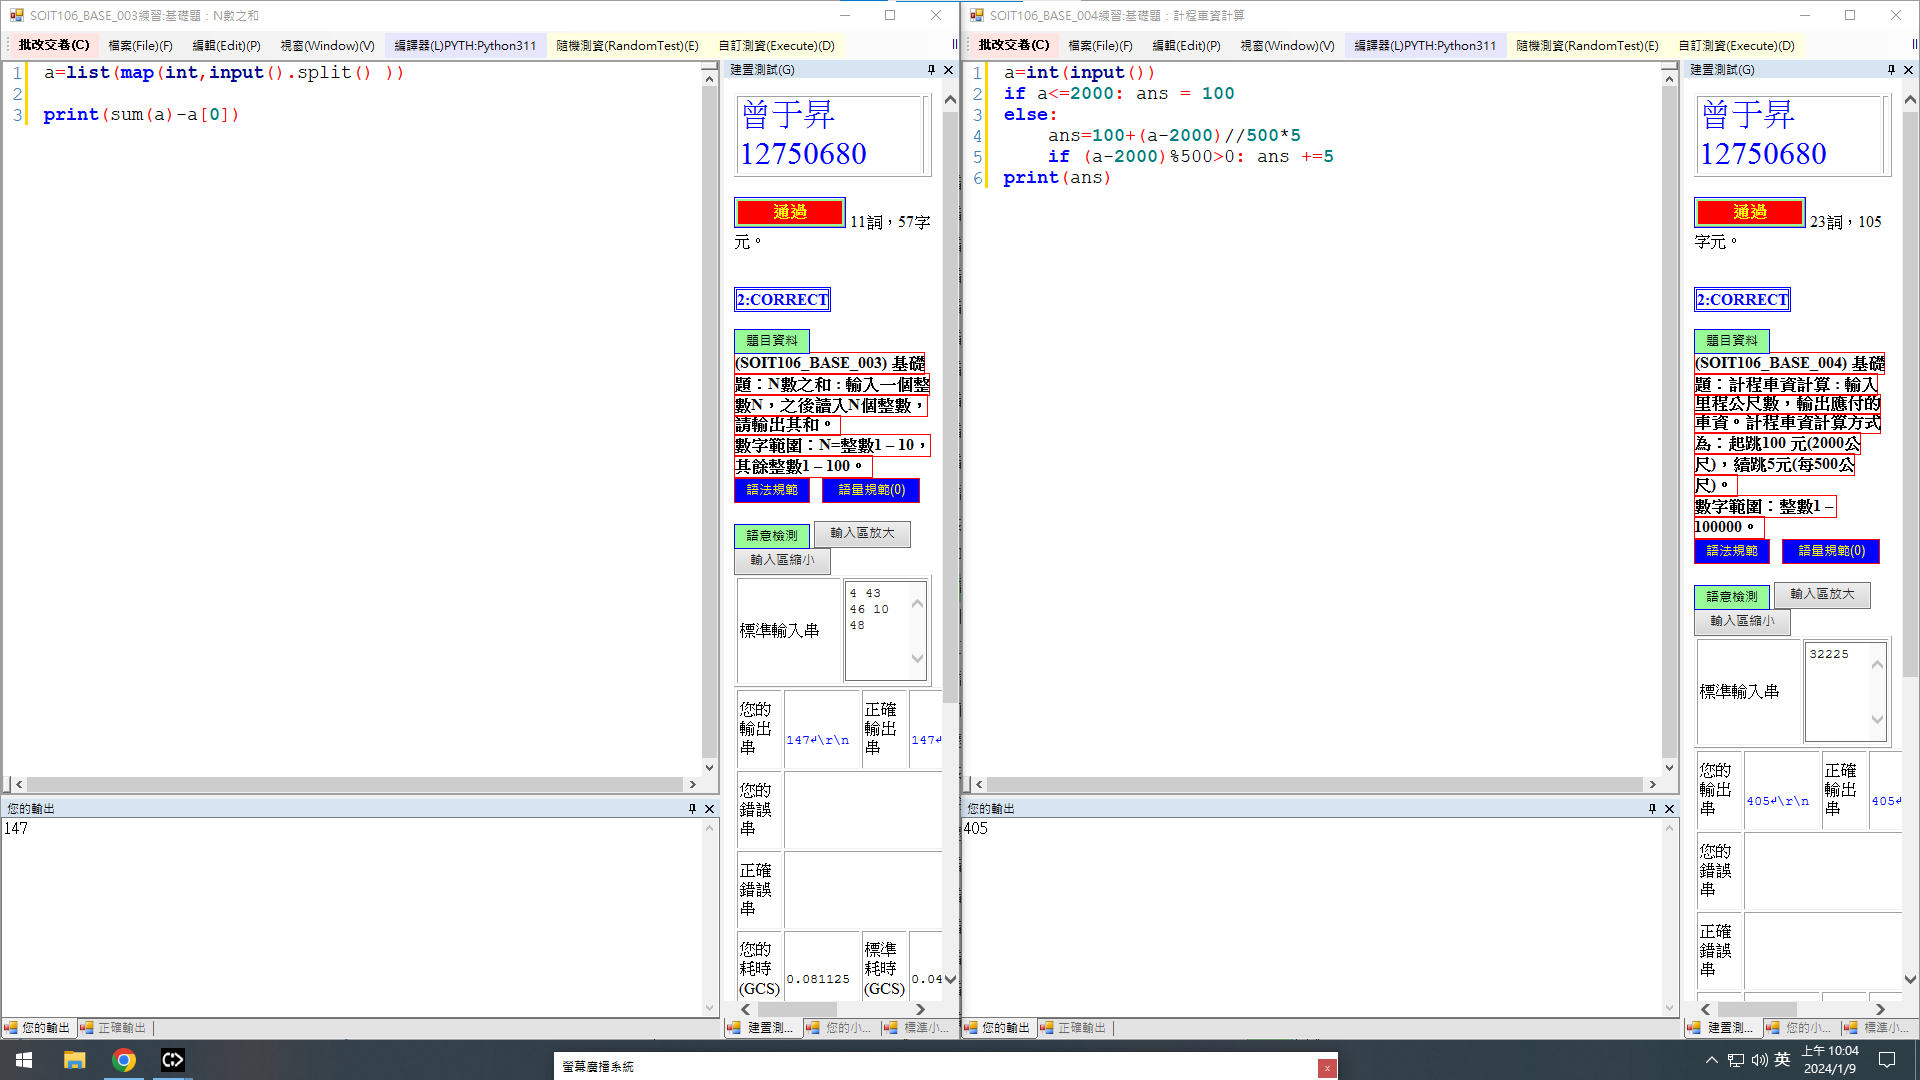 SOIT106_BASE_003練習:基礎題：N數之和
批改交卷(C) 檔案(File)(F) 編輯(Edit)(P) 視窗(Window)(V) 編譯器(L)PYTH:Python311 隨機測資(RandomTest)(E) 自訂測資(Execute)(D)
1 a=list(map(int,input().split() ))
2
3 print(sum(a)-a[0])
建置測試(G)
曾于昇
12750680
通過 11詞，57字
元。
2:CORRECT
題目資料
(SOIT106_BASE_003) 基礎
題：N數之和 : 輸入一個整
數N，之後讀入N個整數，
請輸出其和。
數字範圍：N=整數1 – 10，
其餘整數1 – 100。
語法規範 語量規範(0)
語意檢測 輸入區放大
輸入區縮小
標準輸入串
4 43
46 10
48
您的輸出串 147↲\r\n 正確輸出串 147↲
您的錯誤串
正確錯誤串
您的耗時(GCS) 0.081125 標準耗時(GCS) 0.04
您的輸出
147
您的輸出 正確輸出
建置測... 您的小... 標準小...
SOIT106_BASE_004練習:基礎題：計程車資計算
批改交卷(C) 檔案(File)(F) 編輯(Edit)(P) 視窗(Window)(V) 編譯器(L)PYTH:Python311 隨機測資(RandomTest)(E) 自訂測資(Execute)(D)
1 a=int(input())
2 if a<=2000: ans = 100
3 else:
4     ans=100+(a-2000)//500*5
5     if (a-2000)%500>0: ans +=5
6 print(ans)
建置測試(G)
曾于昇
12750680
通過 23詞，105
字元。
2:CORRECT
題目資料
(SOIT106_BASE_004) 基礎
題：計程車資計算 : 輸入
里程公尺數，輸出應付的
車資。計程車資計算方式
為：起跳100 元(2000公
尺)，續跳5元(每500公
尺)。
數字範圍：整數1 –
100000。
語法規範 語量規範(0)
語意檢測 輸入區放大
輸入區縮小
標準輸入串
32225
您的輸出串 405↲\r\n 正確輸出串 405↲
您的錯誤串
正確錯誤串
您的輸出
405
您的輸出 正確輸出
建置測... 您的小... 標準小...
螢幕廣播系統
英
上午 10:04
2024/1/9